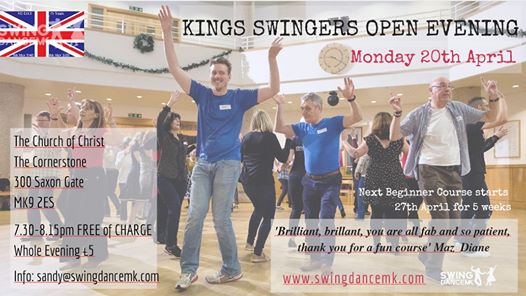 KINGS SWINGERS OPEN EVENING
Monday 20th April
SWING
DANCEMK
The Church of Christ
The Cornerstone
300 Saxon Gate
MK9 2ES
7.30-8.15pm FREE of CHARGE
Whole Evening £5
Info: sandy@swingdancemk.com
Next Beginner Course starts
27th April for 5 weeks
'Brilliant, brillant, you are all fab and so patient,
thank you for a fun course' Maz Diane
www.swingdancemk.com
SWING
DANCEMK